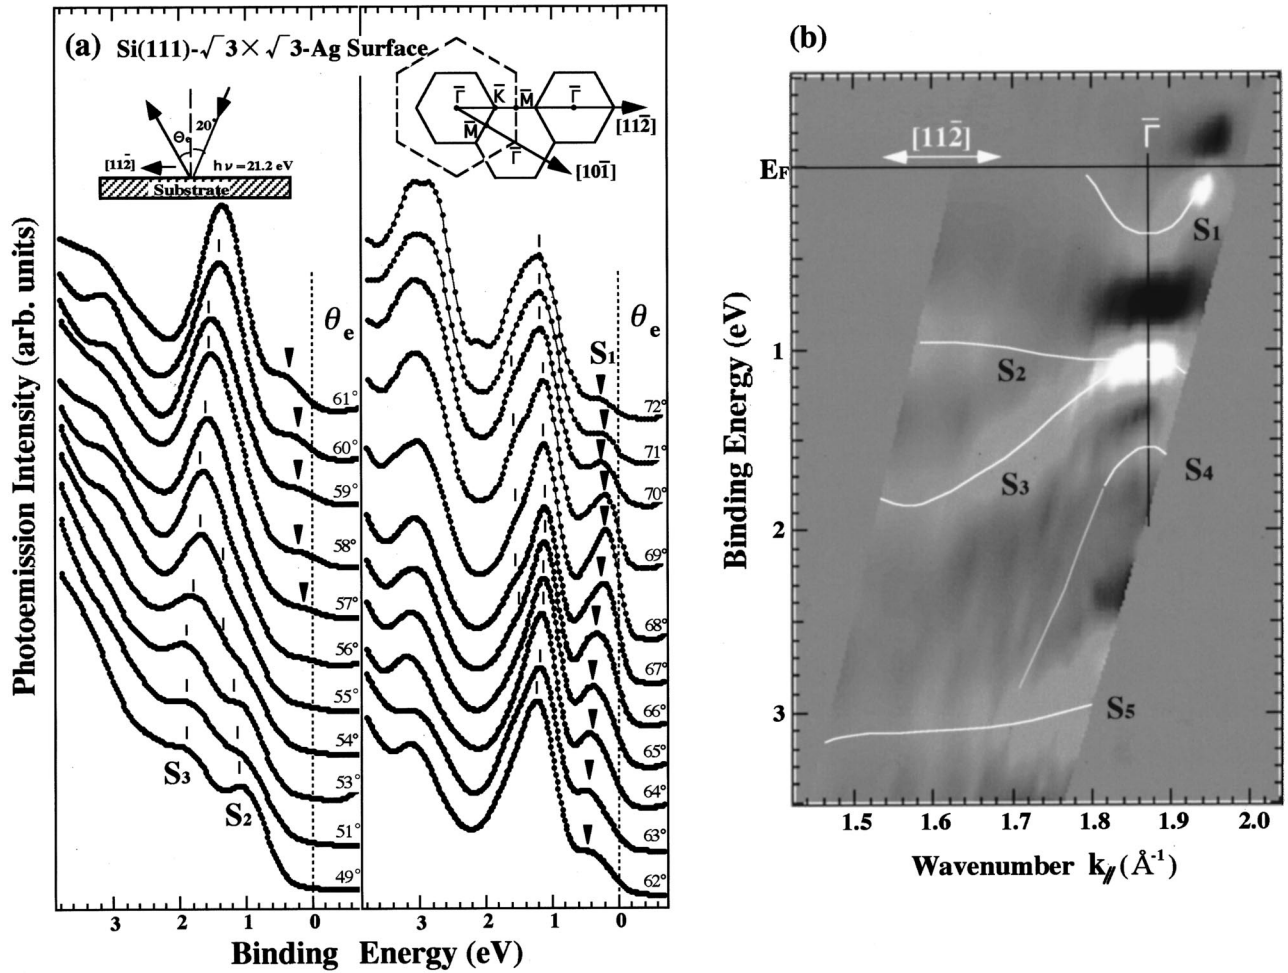 (a) Si(111)-√3×√3-Ag Surface
Θe 20°
[112̄] hν=21.2 eV
Substrate
Γ̄ K̄ M̄ Γ̄
M̄ [112̄]
Γ̄
[101̄]
Photoemission Intensity (arb. units)
θe
61°
60°
59°
58°
57°
56°
55°
54°
53°
51°
49°
S3
S2
θe
S1
72°
71°
70°
69°
68°
67°
66°
65°
64°
63°
62°
3 2 1 0 3 2 1 0
Binding Energy (eV)
(b)
[112̄] Γ̄
EF
S1
1
S2
S3 S4
2
S5
3
Binding Energy (eV)
1.5 1.6 1.7 1.8 1.9 2.0
Wavenumber k// (Å-1)